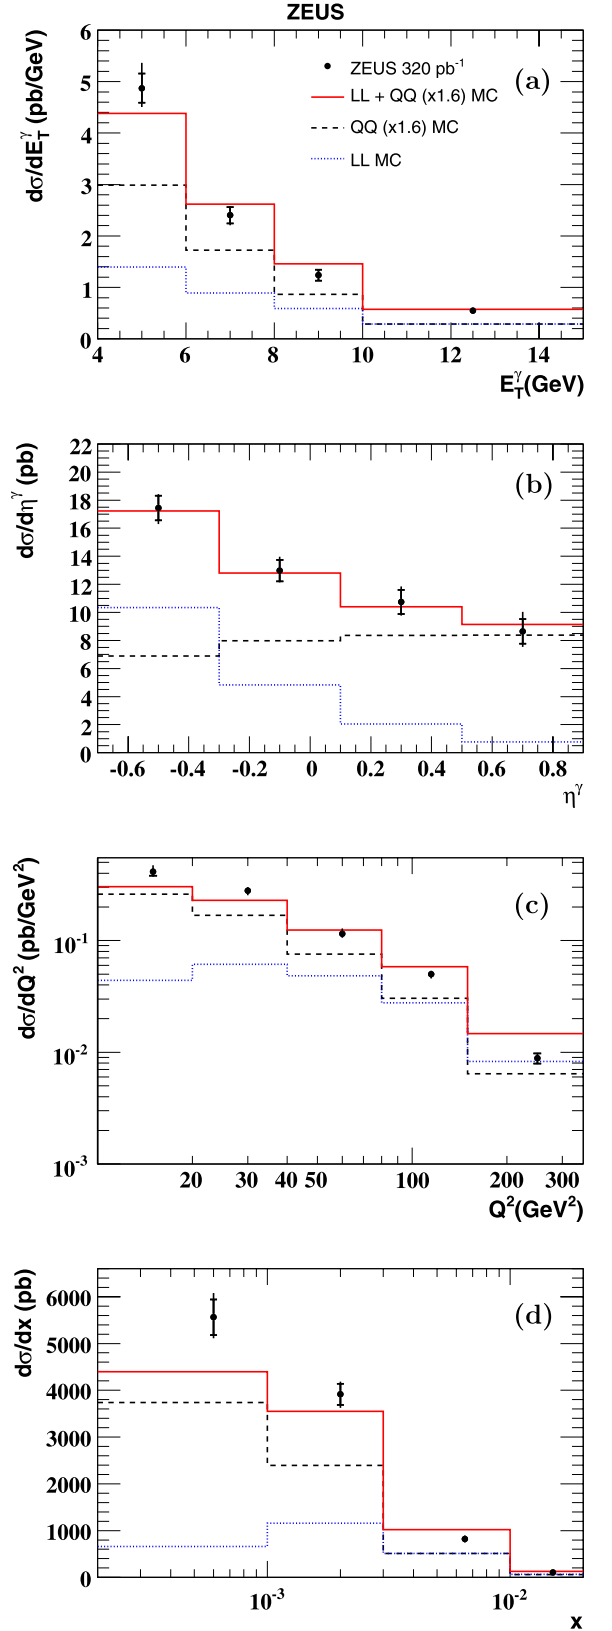 ZEUS
dσ/dE_T^γ (pb/GeV)
6
5
4
3
2
1
0
(a)
ZEUS 320 pb⁻¹
LL + QQ (x1.6) MC
QQ (x1.6) MC
LL MC
4 6 8 10 12 14
E_T^γ(GeV)
dσ/dη^γ (pb)
22
20
18
16
14
12
10
8
6
4
2
0
(b)
-0.6 -0.4 -0.2 0 0.2 0.4 0.6 0.8
η^γ
dσ/dQ² (pb/GeV²)
10⁻¹
10⁻²
10⁻³
(c)
20 30 40 50 100 200 300
Q²(GeV²)
dσ/dx (pb)
6000
5000
4000
3000
2000
1000
0
(d)
10⁻³ 10⁻²
x